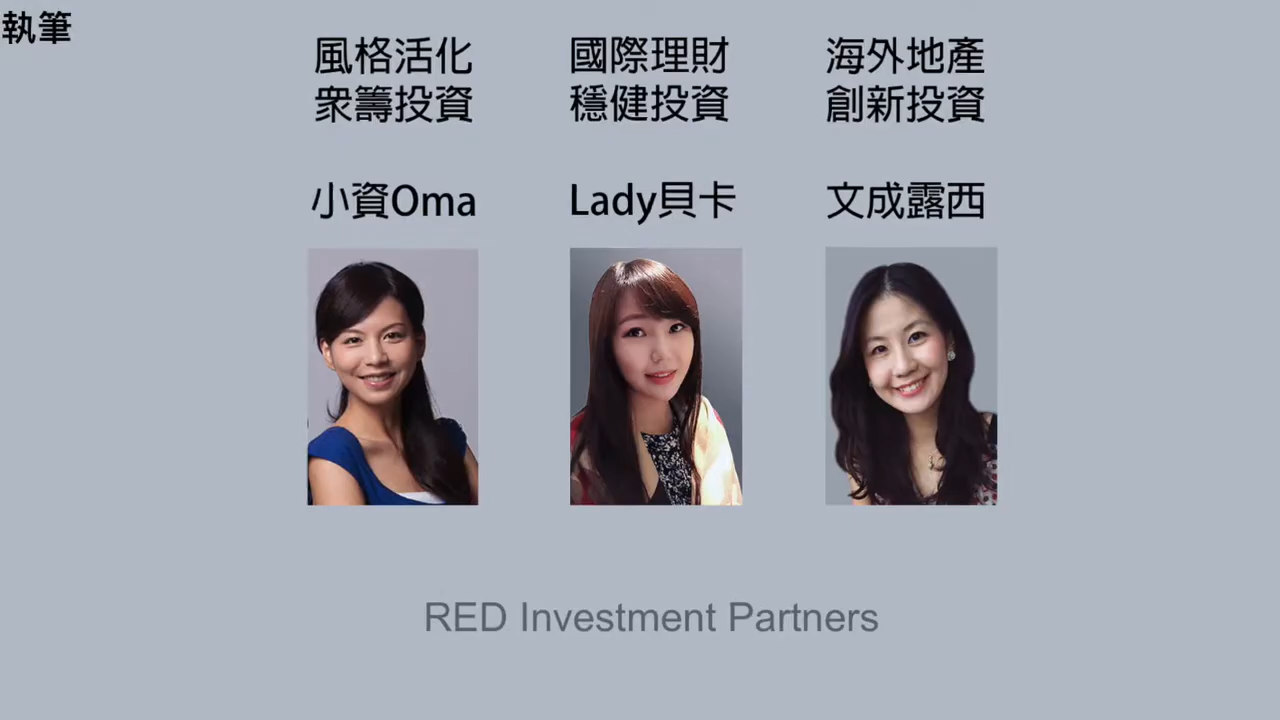 執筆
風格活化
衆籌投資
小資Oma
國際理財
穩健投資
Lady貝卡
海外地產
創新投資
文成露西
RED Investment Partners